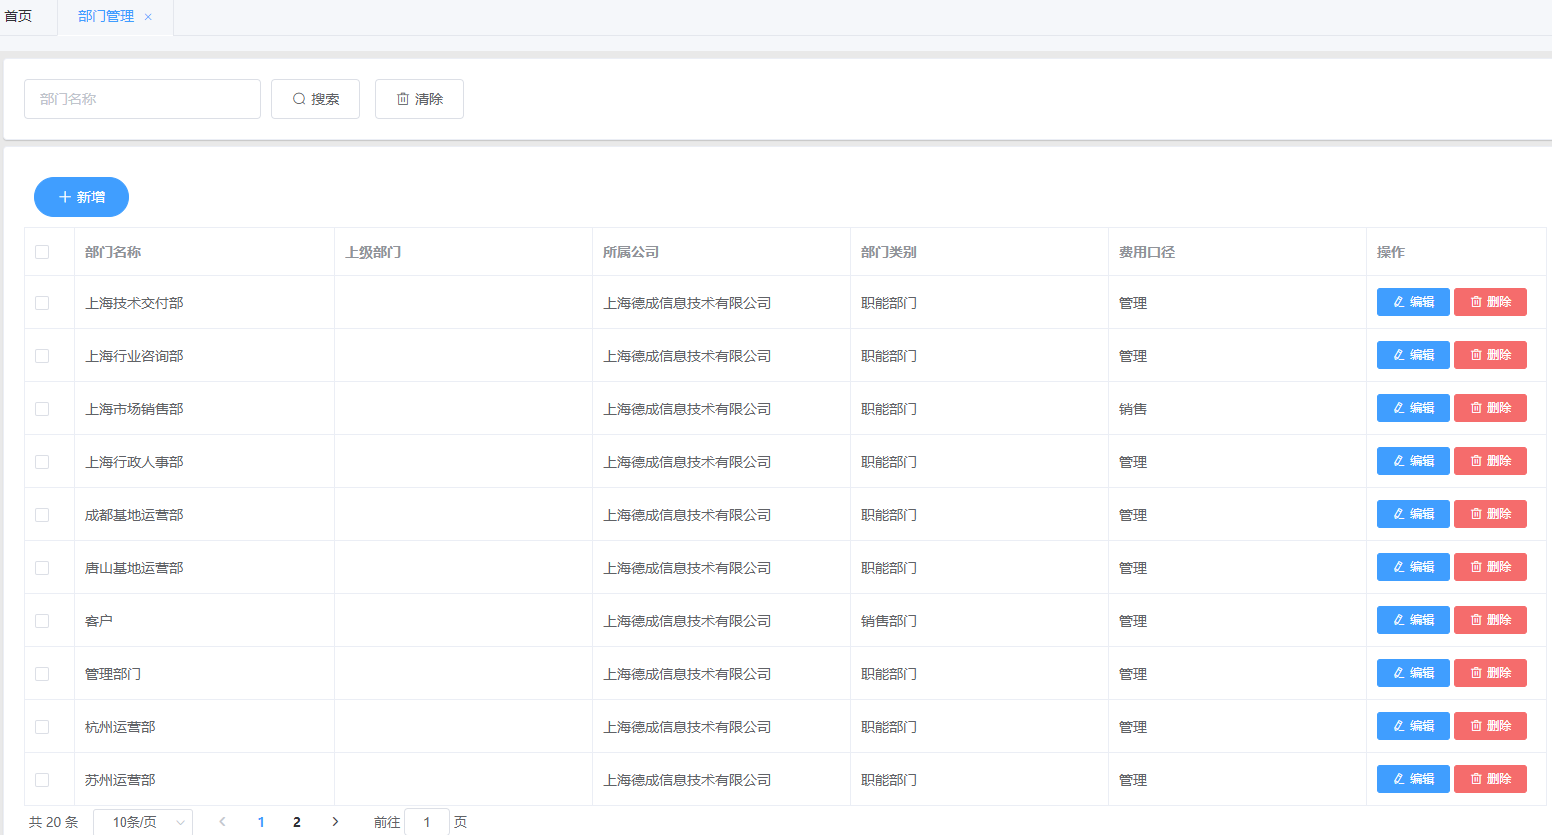 首页 部门管理 ×
部门名称 搜索 清除
新增
部门名称 上级部门 所属公司 部门类别 费用口径 操作
上海技术交付部 上海德成信息技术有限公司 职能部门 管理 编辑 删除
上海行业咨询部 上海德成信息技术有限公司 职能部门 管理 编辑 删除
上海市场销售部 上海德成信息技术有限公司 职能部门 销售 编辑 删除
上海行政人事部 上海德成信息技术有限公司 职能部门 管理 编辑 删除
成都基地运营部 上海德成信息技术有限公司 职能部门 管理 编辑 删除
唐山基地运营部 上海德成信息技术有限公司 职能部门 管理 编辑 删除
客户 上海德成信息技术有限公司 销售部门 管理 编辑 删除
管理部门 上海德成信息技术有限公司 职能部门 管理 编辑 删除
杭州运营部 上海德成信息技术有限公司 职能部门 管理 编辑 删除
苏州运营部 上海德成信息技术有限公司 职能部门 管理 编辑 删除
共 20 条 10条/页 1 2 前往 1 页